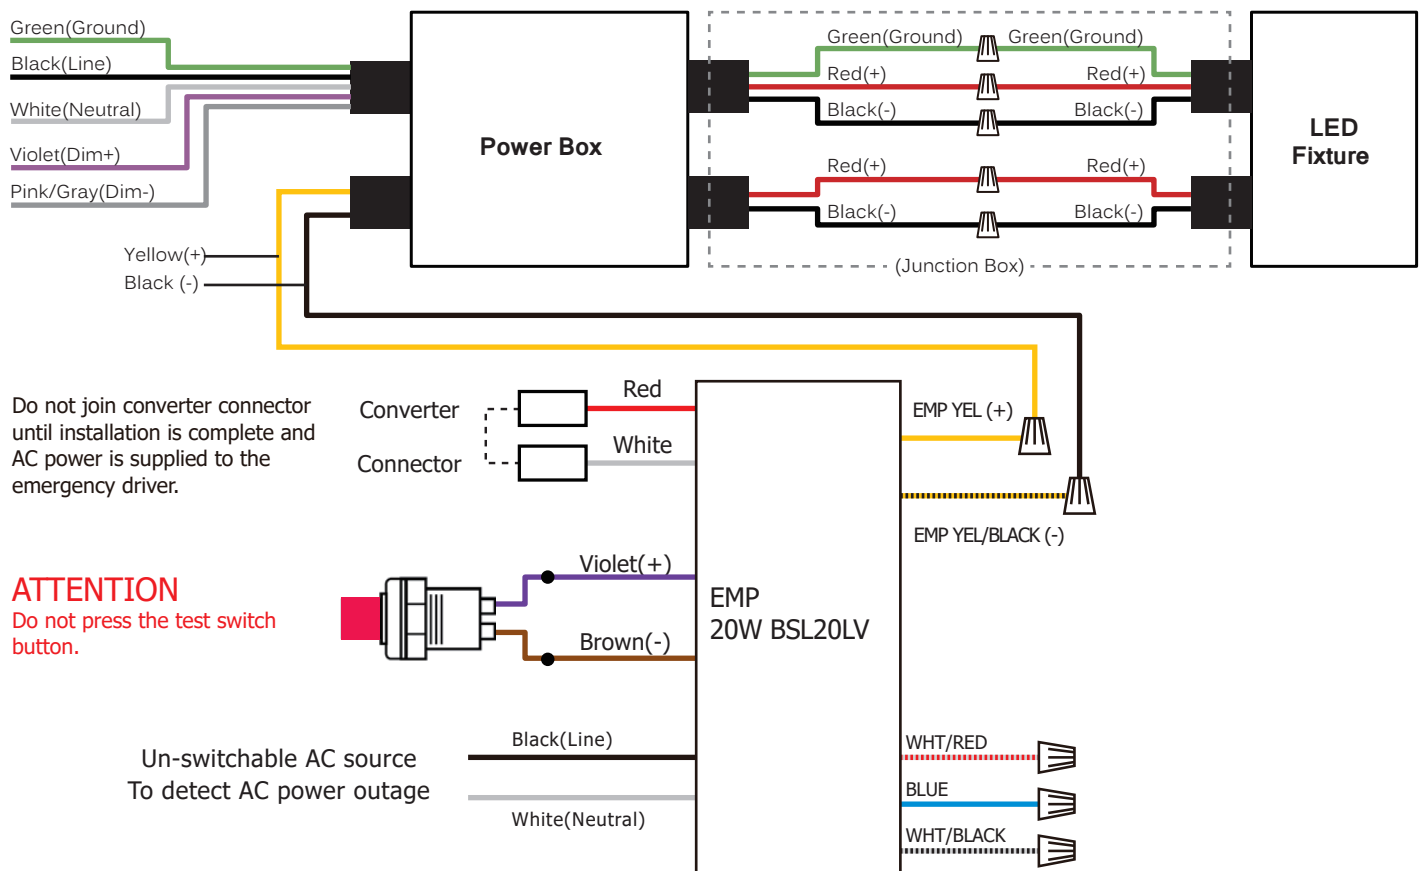 Green(Ground)
Black(Line)
White(Neutral)
Violet(Dim+)
Pink/Gray(Dim-)
Yellow(+)
Black (-)
Power Box
Green(Ground)
Green(Ground)
Red(+)
Red(+)
Black(-)
Black(-)
Red(+)
Red(+)
Black(-)
Black(-)
(Junction Box)
LED
Fixture
Do not join converter connector
until installation is complete and
AC power is supplied to the
emergency driver.
Converter
Connector
Red
White
EMP YEL (+)
EMP YEL/BLACK (-)
ATTENTION
Do not press the test switch
button.
Violet(+)
Brown(-)
EMP
20W BSL20LV
Un-switchable AC source
To detect AC power outage
Black(Line)
White(Neutral)
WHT/RED
BLUE
WHT/BLACK